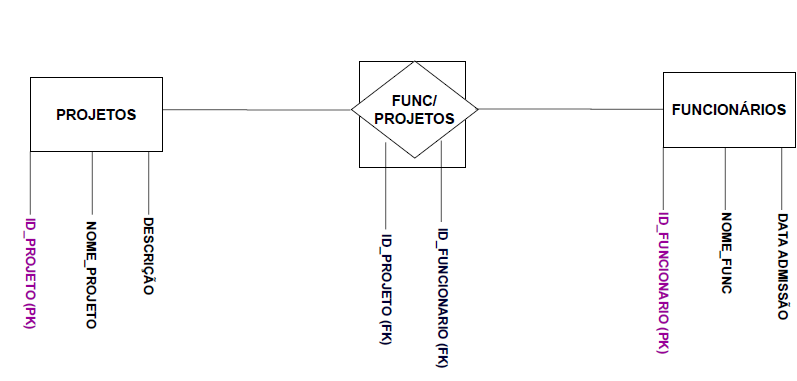 PROJETOS
FUNC/
PROJETOS
FUNCIONÁRIOS
ID_PROJETO (PK)
NOME_PROJETO
DESCRIÇÃO
ID_PROJETO (FK)
ID_FUNCIONARIO (FK)
ID_FUNCIONARIO (PK)
NOME_FUNC
DATA ADMISSÃO